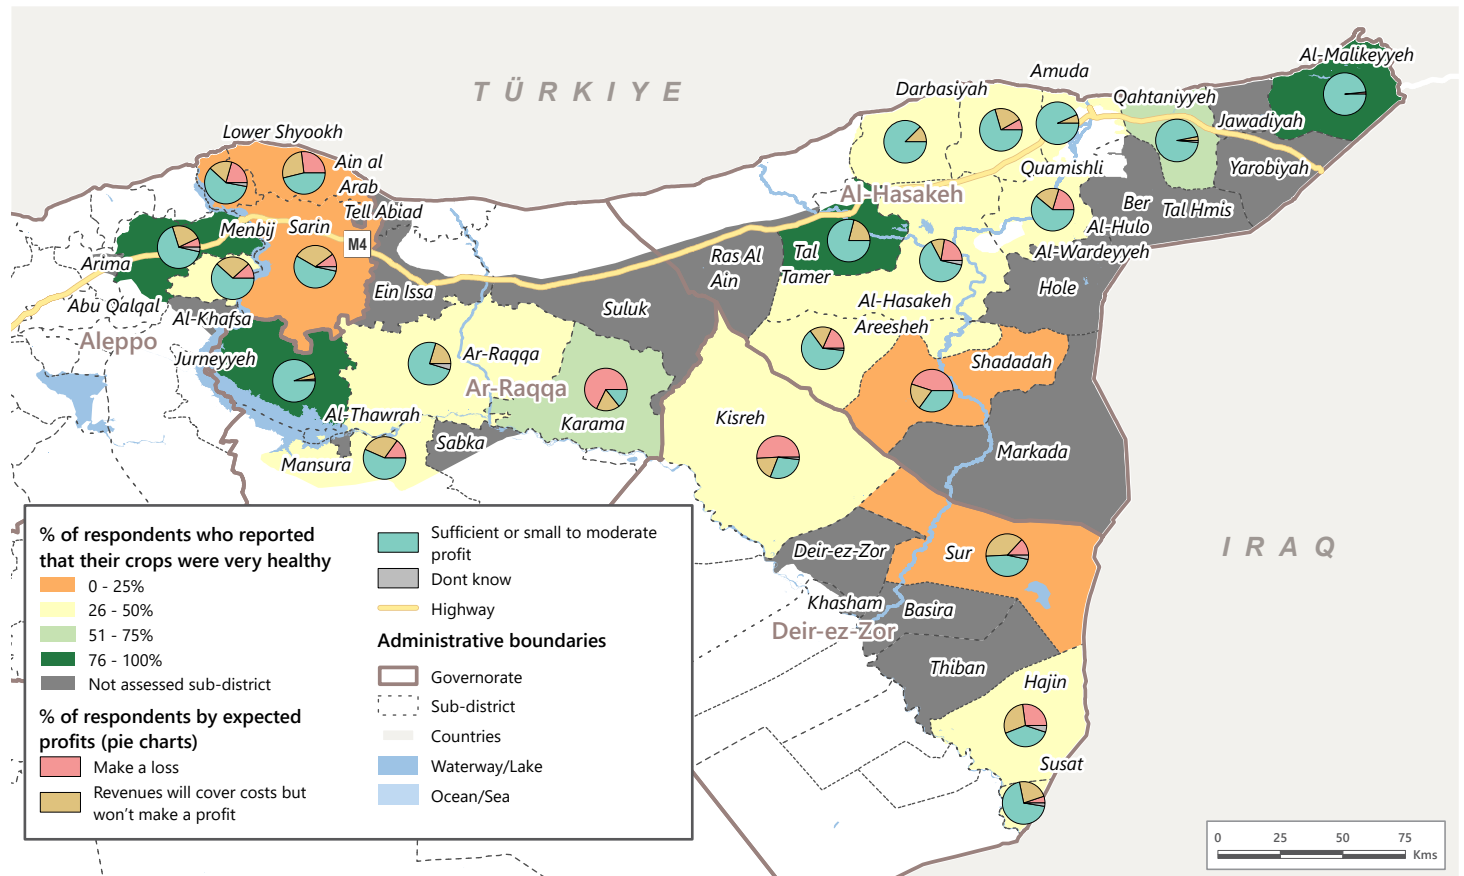 TÜRKIYE
IRAQ
Al-Malikeyyeh
Amuda
Darbasiyah
Qahtaniyyeh
Jawadiyah
Yarobiyah
Lower Shyookh
Ain al
Arab
Tell Abiad
Quamishli
Al-Hasakeh
Ber
Al-Hulo
Tal Hmis
Al-Wardeyyeh
Menbij
Sarin
M4
Arima
Tal
Tamer
Ras Al
Ain
Hole
Abu Qalqal
Ein Issa
Al-Khafsa
Suluk
Al-Hasakeh
Areesheh
Aleppo
Jurneyyeh
Ar-Raqqa
Shadadah
Ar-Raqqa
Al-Thawrah
Karama
Kisreh
Sabka
Mansura
Markada
Deir-ez-Zor
Sur
Khasham
Basira
Deir-ez-Zor
Thiban
Hajin
Susat
% of respondents who reported
that their crops were very healthy
0 - 25%
26 - 50%
51 - 75%
76 - 100%
Not assessed sub-district
% of respondents by expected
profits (pie charts)
Make a loss
Revenues will cover costs but
won't make a profit
Sufficient or small to moderate
profit
Dont know
Highway
Administrative boundaries
Governorate
Sub-district
Countries
Waterway/Lake
Ocean/Sea
0 25 50 75
Kms